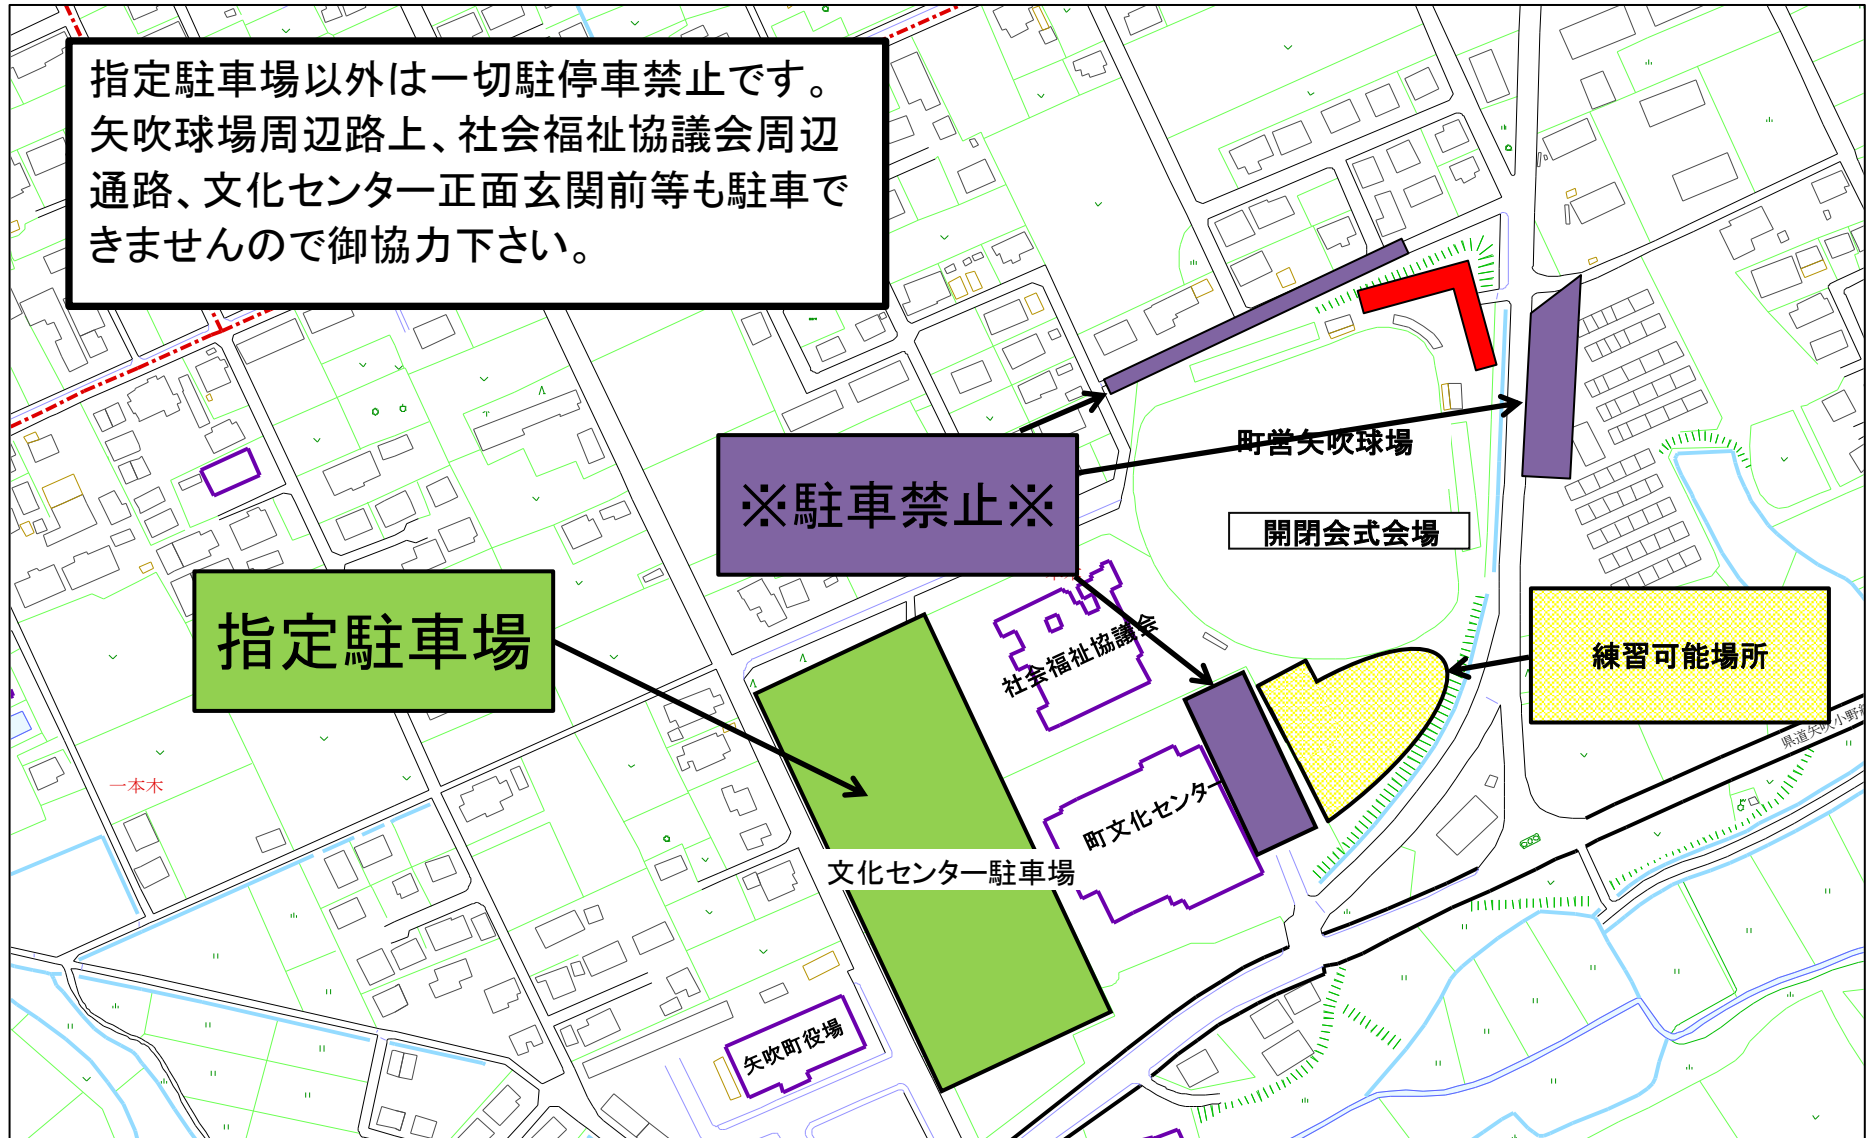 指定駐車場以外は一切駐停車禁止です。
矢吹球場周辺路上、社会福祉協議会周辺
通路、文化センター正面玄関前等も駐車で
きませんので御協力下さい。
町営矢吹球場
※駐車禁止※
開閉会式会場
指定駐車場
社会福祉協議会
練習可能場所
県道矢吹小野
一本木
町文化センター
文化センター駐車場
矢吹町役場